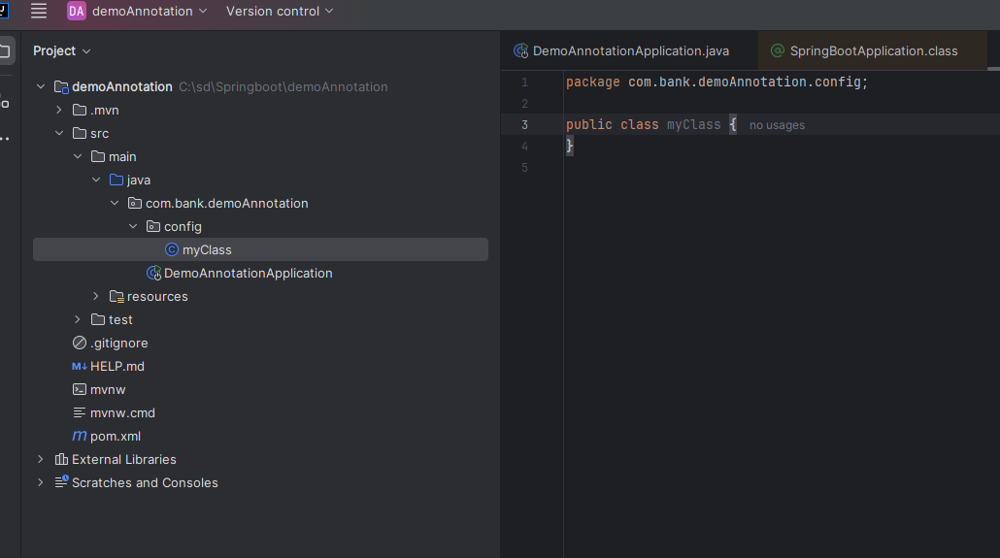 DA demoAnnotation Version control
Project
DemoAnnotationApplication.java
SpringBootApplication.class
demoAnnotation C:\sd\Springboot\demoAnnotation
.mvn
src
main
java
com.bank.demoAnnotation
config
myClass
DemoAnnotationApplication
resources
test
.gitignore
M↓ HELP.md
mvnw
mvnw.cmd
m pom.xml
External Libraries
Scratches and Consoles
1 package com.bank.demoAnnotation.config;
2
3 public class myClass { no usages
4 }
5